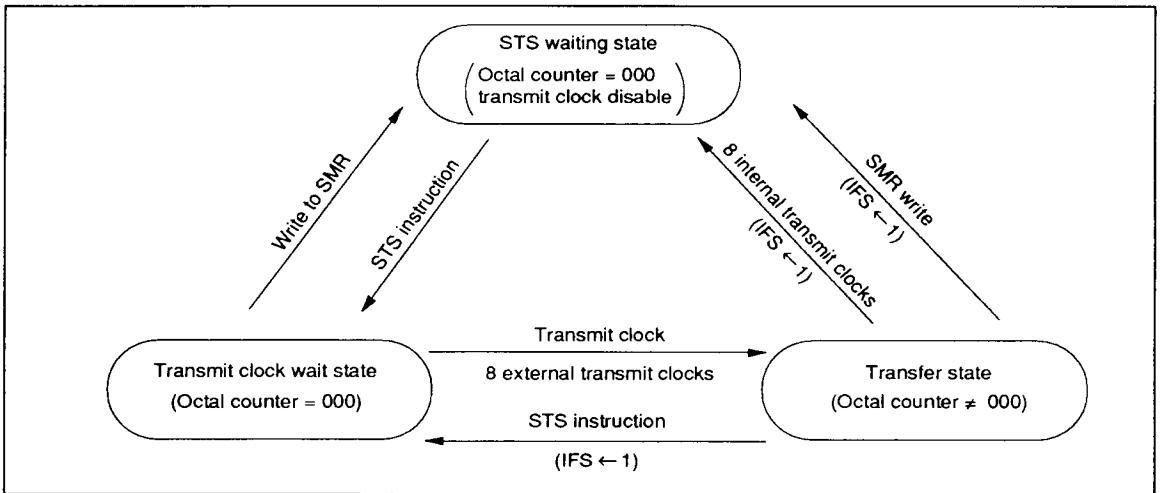 STS waiting state
Octal counter = 000
transmit clock disable
Write to SMR
STS instruction
8 internal transmit clocks
(IFS ← 1)
SMR write
(IFS ← 1)
Transmit clock
8 external transmit clocks
Transmit clock wait state
(Octal counter = 000)
Transfer state
(Octal counter ≠ 000)
STS instruction
(IFS ← 1)